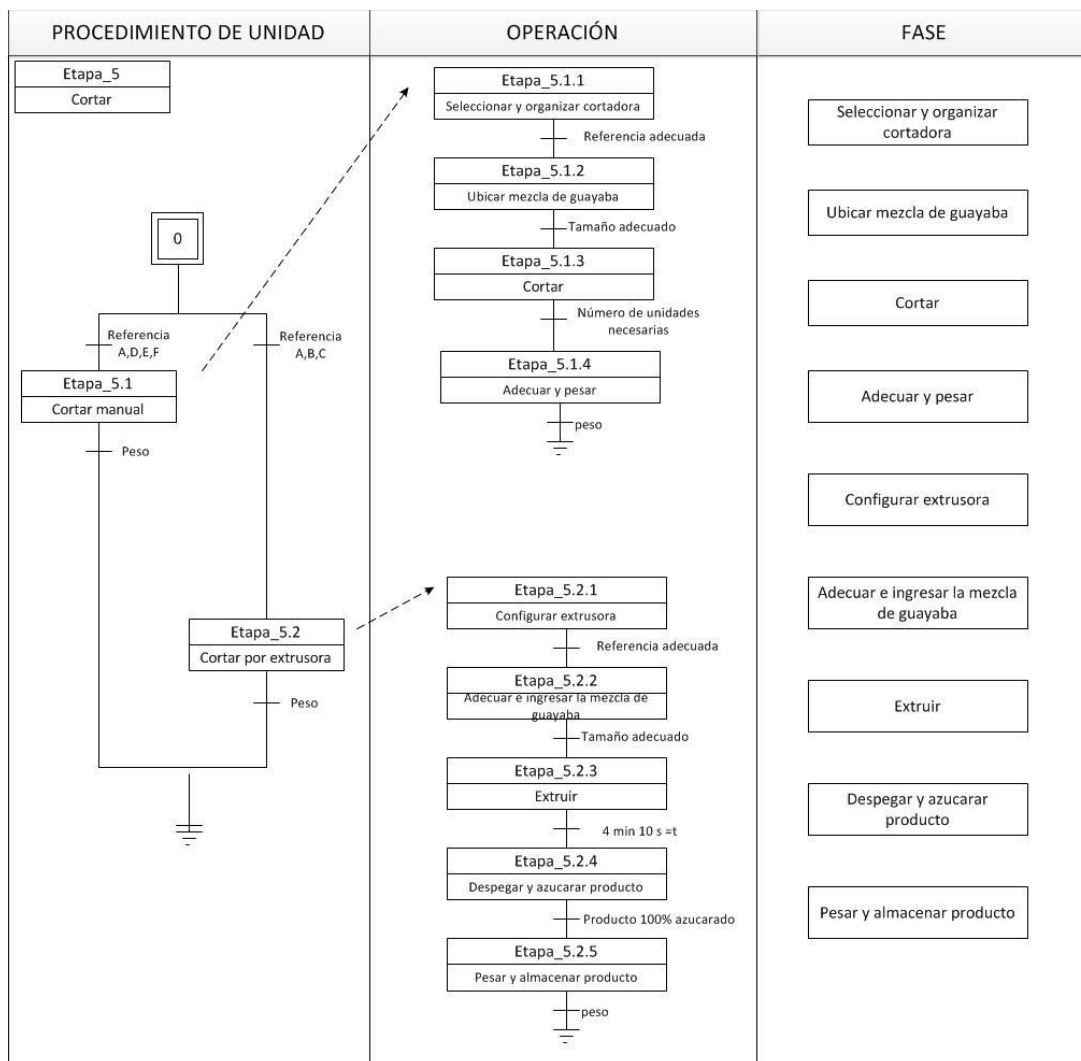 PROCEDIMIENTO DE UNIDAD
OPERACIÓN
FASE
Etapa_5
Cortar
0
Referencia
A,D,E,F
Referencia
A,B,C
Etapa_5.1
Cortar manual
Peso
Etapa_5.2
Cortar por extrusora
Peso
Etapa_5.1.1
Seleccionar y organizar cortadora
Referencia adecuada
Etapa_5.1.2
Ubicar mezcla de guayaba
Tamaño adecuado
Etapa_5.1.3
Cortar
Número de unidades
necesarias
Etapa_5.1.4
Adecuar y pesar
peso
Etapa_5.2.1
Configurar extrusora
Referencia adecuada
Etapa_5.2.2
Adecuar e ingresar la mezcla de
guayaba
Tamaño adecuado
Etapa_5.2.3
Extruir
4 min 10 s =t
Etapa_5.2.4
Despegar y azucarar producto
Producto 100% azucarado
Etapa_5.2.5
Pesar y almacenar producto
peso
Seleccionar y organizar
cortadora
Ubicar mezcla de guayaba
Cortar
Adecuar y pesar
Configurar extrusora
Adecuar e ingresar la mezcla
de guayaba
Extruir
Despegar y azucarar
producto
Pesar y almacenar producto